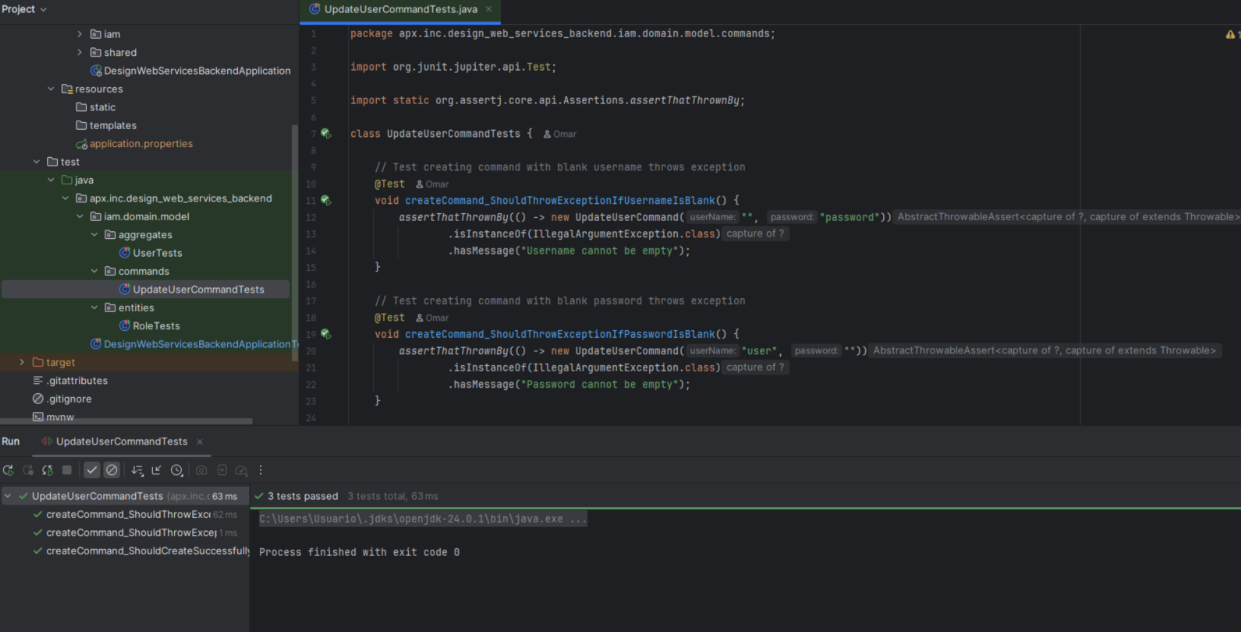 Project
iam
shared
DesignWebServicesBackendApplication
resources
static
templates
application.properties
test
java
apx.inc.design_web_services_backend
iam.domain.model
aggregates
UserTests
commands
UpdateUserCommandTests
entities
RoleTests
DesignWebServicesBackendApplicationTe
target
.gitattributes
.gitignore
mvnw
UpdateUserCommandTests.java
1 package apx.inc.design_web_services_backend.iam.domain.model.commands;
2
3 import org.junit.jupiter.api.Test;
4
5 import static org.assertj.core.api.Assertions.assertThatThrownBy;
6
7 class UpdateUserCommandTests { Omar
8
9 // Test creating command with blank username throws exception
10 @Test Omar
11 void createCommand_ShouldThrowExceptionIfUsernameIsBlank() {
12 assertThatThrownBy(() -> new UpdateUserCommand( userName: "", password: "password")) AbstractThrowableAssert<capture of ?, capture of extends Throwable>
13 .isInstanceOf(IllegalArgumentException.class) capture of ?
14 .hasMessage("Username cannot be empty");
15 }
16
17 // Test creating command with blank password throws exception
18 @Test Omar
19 void createCommand_ShouldThrowExceptionIfPasswordIsBlank() {
20 assertThatThrownBy(() -> new UpdateUserCommand( userName: "user", password: "")) AbstractThrowableAssert<capture of ?, capture of extends Throwable>
21 .isInstanceOf(IllegalArgumentException.class) capture of ?
22 .hasMessage("Password cannot be empty");
23 }
24
1
Run UpdateUserCommandTests
UpdateUserCommandTests (apx.inc.c 63 ms
createCommand_ShouldThrowExce 62 ms
createCommand_ShouldThrowExcep 1 ms
createCommand_ShouldCreateSuccessfully
3 tests passed 3 tests total, 63 ms
C:\Users\Usuario\.jdks\openjdk-24.0.1\bin\java.exe ...
Process finished with exit code 0